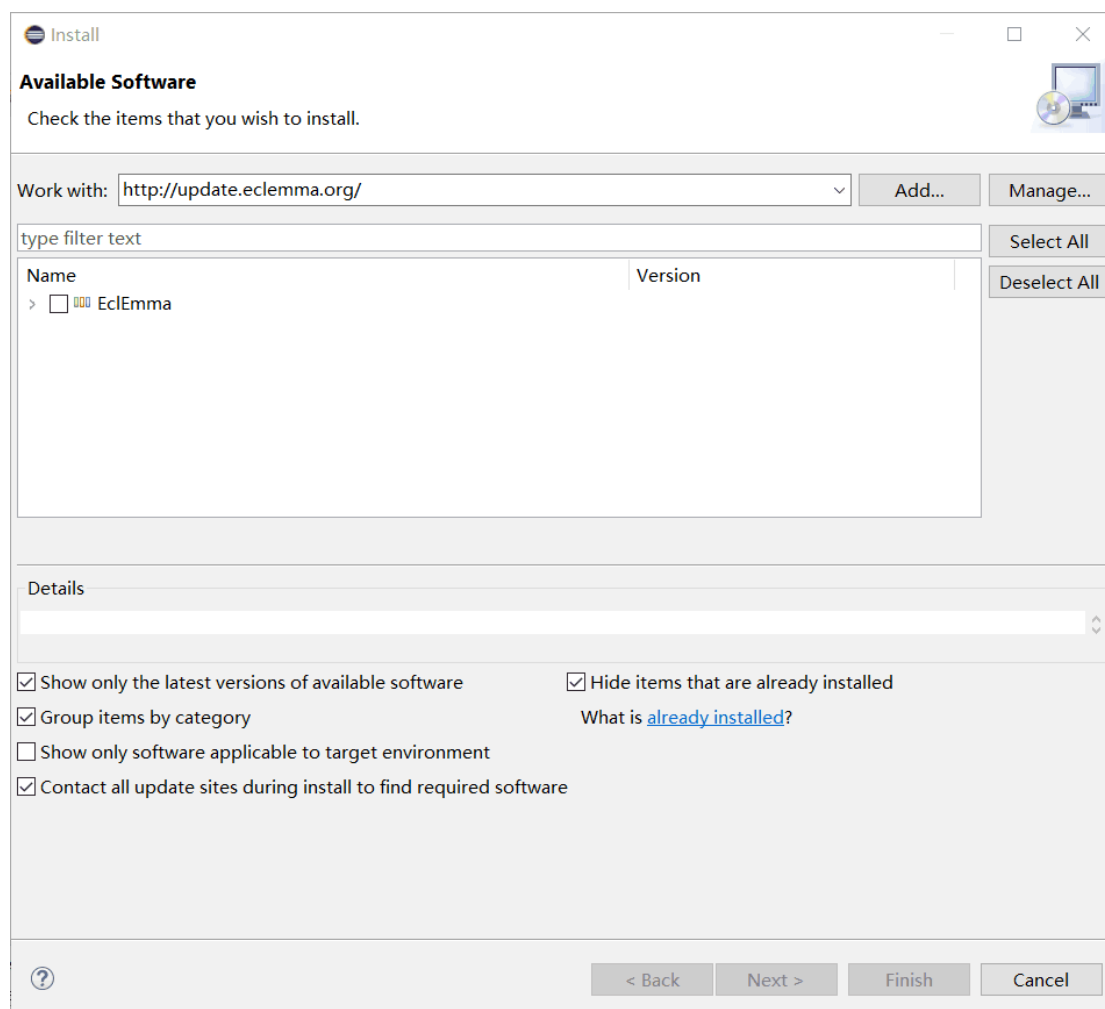 Install
Available Software
Check the items that you wish to install.
Work with: http://update.eclemma.org/ Add... Manage...
type filter text Select All
Name Version Deselect All
EclEmma
Details
Show only the latest versions of available software Hide items that are already installed
Group items by category What is already installed?
Show only software applicable to target environment
Contact all update sites during install to find required software
? < Back Next > Finish Cancel